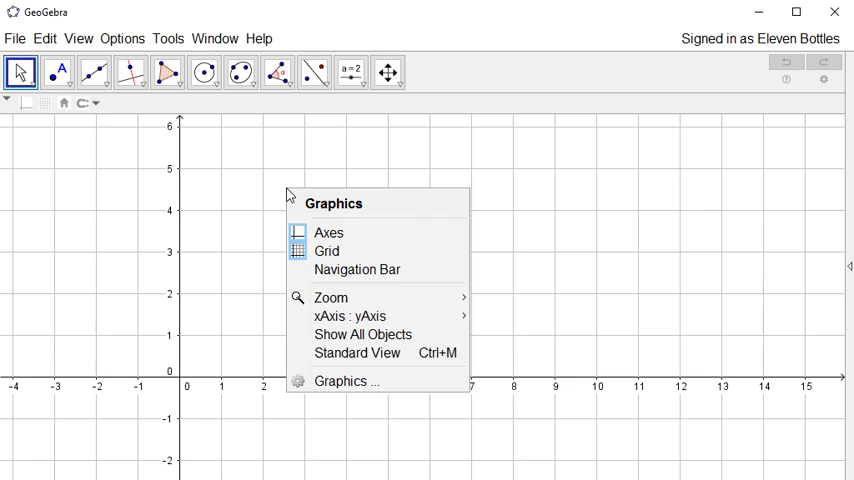 GeoGebra
File Edit View Options Tools Window Help Signed in as Eleven Bottles
A a=2
α
6
5
4
3
2
1
0
-4 -3 -2 -1 0 1 2 7 8 9 10 11 12 13 14 15
-1
-2
Graphics
Axes
Grid
Navigation Bar
Zoom
xAxis : yAxis
Show All Objects
Standard View Ctrl+M
Graphics ...